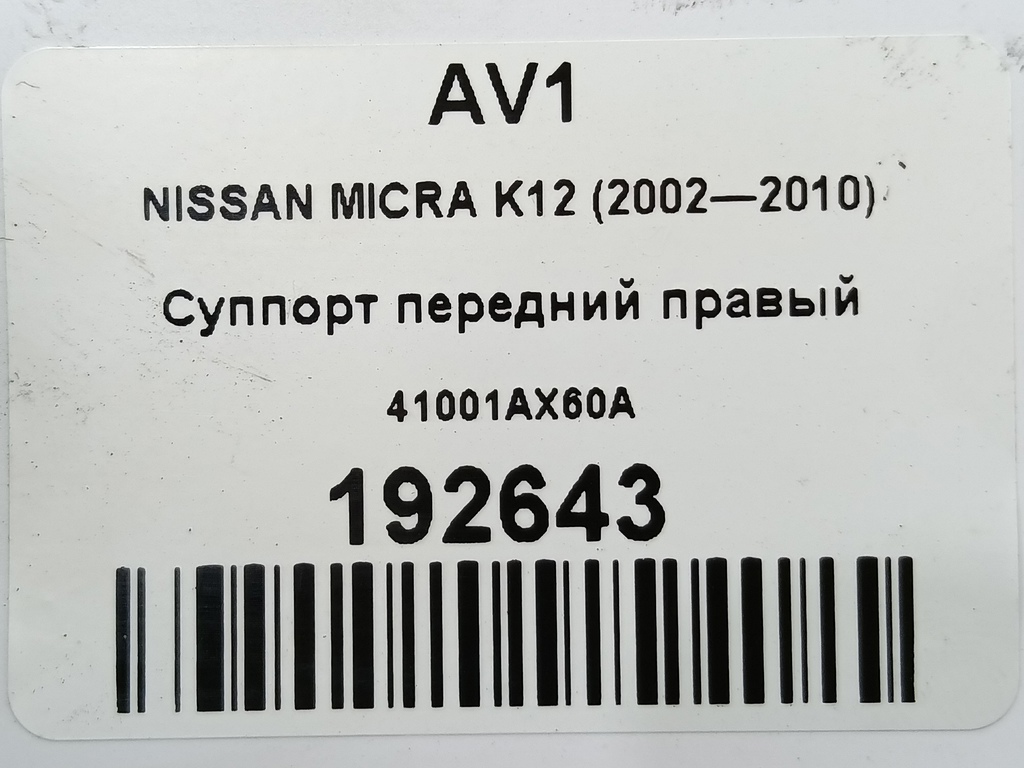 AV1
NISSAN MICRA K12 (2002—2010)
Суппорт передний правый
41001AX60A
192643